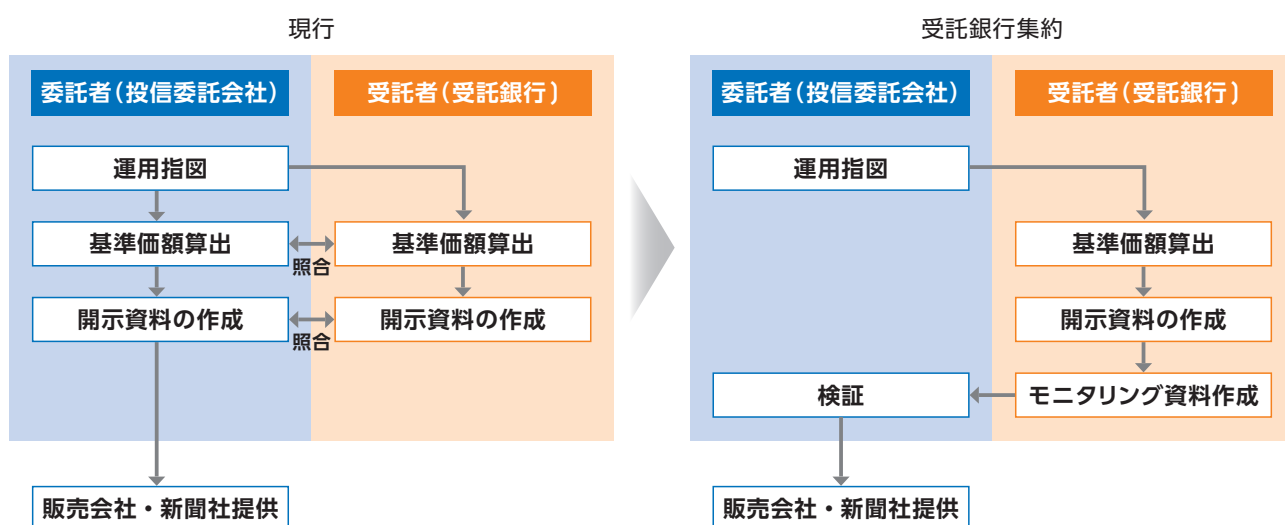 現行
委託者(投信委託会社)
受託者(受託銀行)
運用指図
基準価額算出
照合
基準価額算出
開示資料の作成
照合
開示資料の作成
販売会社・新聞社提供
受託銀行集約
委託者(投信委託会社)
受託者(受託銀行)
運用指図
基準価額算出
開示資料の作成
検証
モニタリング資料作成
販売会社・新聞社提供